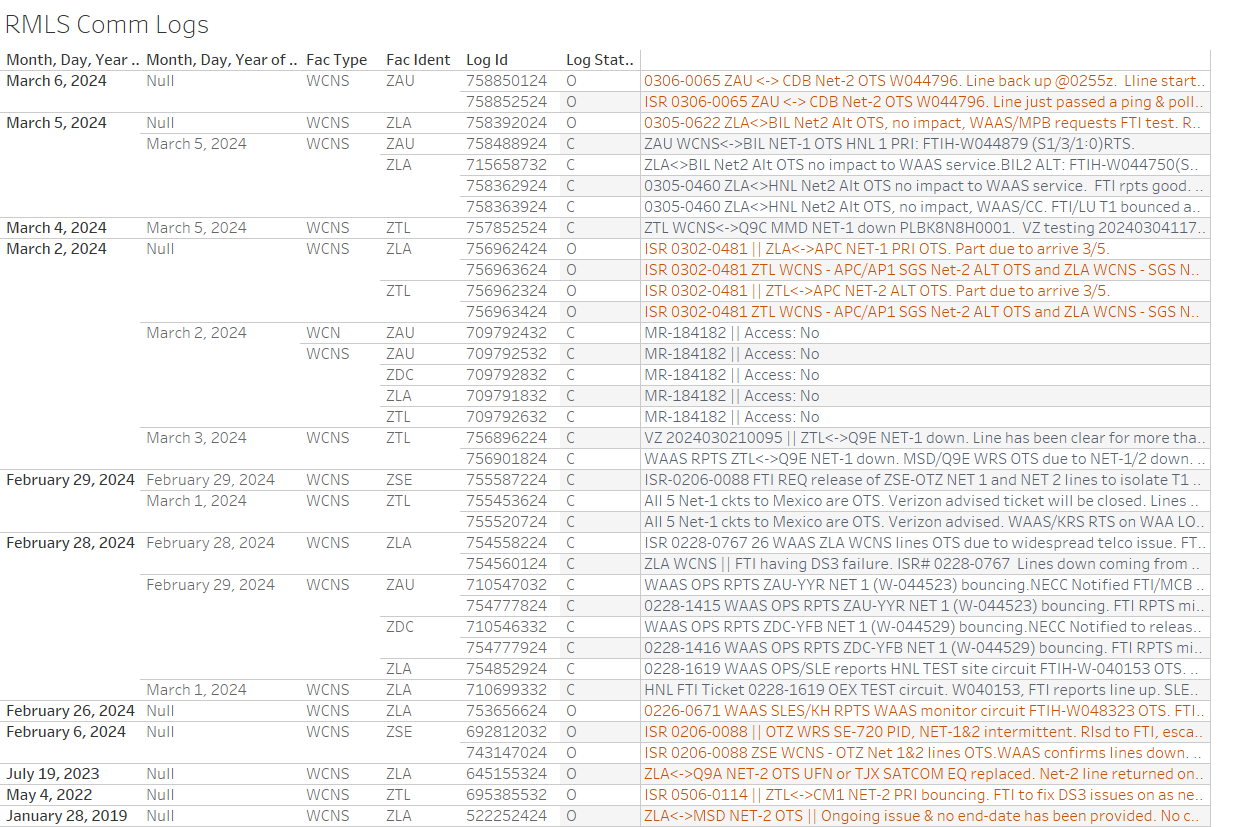 RMLS Comm Logs
Month, Day, Year .. Month, Day, Year of .. Fac Type Fac Ident Log Id Log Stat..
March 6, 2024 Null WCNS ZAU 758850124 O 0306-0065 ZAU <-> CDB Net-2 OTS W044796. Line back up @0255z. Lline start..
758852524 O ISR 0306-0065 ZAU <-> CDB Net-2 OTS W044796. Line just passed a ping & poll..
March 5, 2024 Null WCNS ZLA 758392024 O 0305-0622 ZLA<>BIL Net2 Alt OTS, no impact, WAAS/MPB requests FTI test. R..
March 5, 2024 WCNS ZAU 758488924 C ZAU WCNS<->BIL NET-1 OTS HNL 1 PRI: FTIH-W044879 (S1/3/1:0)RTS.
ZLA 715658732 C ZLA<>BIL Net2 Alt OTS no impact to WAAS service.BIL2 ALT: FTIH-W044750(S..
758362924 C 0305-0460 ZLA<>HNL Net2 Alt OTS no impact to WAAS service. FTI rpts good. ..
758363924 C 0305-0460 ZLA<>HNL Net2 Alt OTS, no impact, WAAS/CC. FTI/LU T1 bounced a..
March 4, 2024 March 5, 2024 WCNS ZTL 757852524 C ZTL WCNS<->Q9C MMD NET-1 down PLBK8N8H0001. VZ testing 20240304117..
March 2, 2024 Null WCNS ZLA 756962424 O ISR 0302-0481 || ZLA<->APC NET-1 PRI OTS. Part due to arrive 3/5.
756963624 O ISR 0302-0481 ZTL WCNS - APC/AP1 SGS Net-2 ALT OTS and ZLA WCNS - SGS N..
ZTL 756962324 O ISR 0302-0481 || ZTL<->APC NET-2 ALT OTS. Part due to arrive 3/5.
756963424 O ISR 0302-0481 ZTL WCNS - APC/AP1 SGS Net-2 ALT OTS and ZLA WCNS - SGS N..
March 2, 2024 WCN ZAU 709792432 C MR-184182 || Access: No
WCNS ZAU 709792532 C MR-184182 || Access: No
ZDC 709792832 C MR-184182 || Access: No
ZLA 709791832 C MR-184182 || Access: No
ZTL 709792632 C MR-184182 || Access: No
March 3, 2024 WCNS ZTL 756896224 C VZ 2024030210095 || ZTL<->Q9E NET-1 down. Line has been clear for more tha..
756901824 C WAAS RPTS ZTL<->Q9E NET-1 down. MSD/Q9E WRS OTS due to NET-1/2 down. ..
February 29, 2024 February 29, 2024 WCNS ZSE 755587224 C ISR-0206-0088 FTI REQ release of ZSE-OTZ NET 1 and NET 2 lines to isolate T1 ..
March 1, 2024 WCNS ZTL 755453624 C All 5 Net-1 ckts to Mexico are OTS. Verizon advised ticket will be closed. Lines ..
755520724 C All 5 Net-1 ckts to Mexico are OTS. Verizon advised. WAAS/KRS RTS on WAA LO..
February 28, 2024 February 28, 2024 WCNS ZLA 754558224 C ISR 0228-0767 26 WAAS ZLA WCNS lines OTS due to widespread telco issue. FT..
754560124 C ZLA WCNS || FTI having DS3 failure. ISR# 0228-0767 Lines down coming from ..
February 29, 2024 WCNS ZAU 710547032 C WAAS OPS RPTS ZAU-YYR NET 1 (W-044523) bouncing.NECC Notified FTI/MCB ..
754777824 C 0228-1415 WAAS OPS RPTS ZAU-YYR NET 1 (W-044523) bouncing. FTI RPTS mi..
ZDC 710546332 C WAAS OPS RPTS ZDC-YFB NET 1 (W-044529) bouncing.NECC Notified to releas..
754777924 C 0228-1416 WAAS OPS RPTS ZDC-YFB NET 1 (W-044529) bouncing. FTI RPTS mi..
ZLA 754852924 C 0228-1619 WAAS OPS/SLE reports HNL TEST site circuit FTIH-W-040153 OTS. ..
March 1, 2024 WCNS ZLA 710699332 C HNL FTI Ticket 0228-1619 OEX TEST circuit. W040153, FTI reports line up. SLE..
February 26, 2024 Null WCNS ZLA 753656624 O 0226-0671 WAAS SLES/KH RPTS WAAS monitor circuit FTIH-W048323 OTS. FTI..
February 6, 2024 Null WCNS ZSE 692812032 O ISR 0206-0088 || OTZ WRS SE-720 PID, NET-1&2 intermittent. Rlsd to FTI, esca..
743147024 O ISR 0206-0088 ZSE WCNS - OTZ Net 1&2 lines OTS.WAAS confirms lines down. ..
July 19, 2023 Null WCNS ZLA 645155324 O ZLA<->Q9A NET-2 OTS UFN or TJX SATCOM EQ replaced. Net-2 line returned on..
May 4, 2022 Null WCNS ZTL 695385532 O ISR 0506-0114 || ZTL<->CM1 NET-2 PRI bouncing. FTI to fix DS3 issues on as ne..
January 28, 2019 Null WCNS ZLA 522252424 O ZLA<->MSD NET-2 OTS || Ongoing issue & no end-date has been provided. No c..